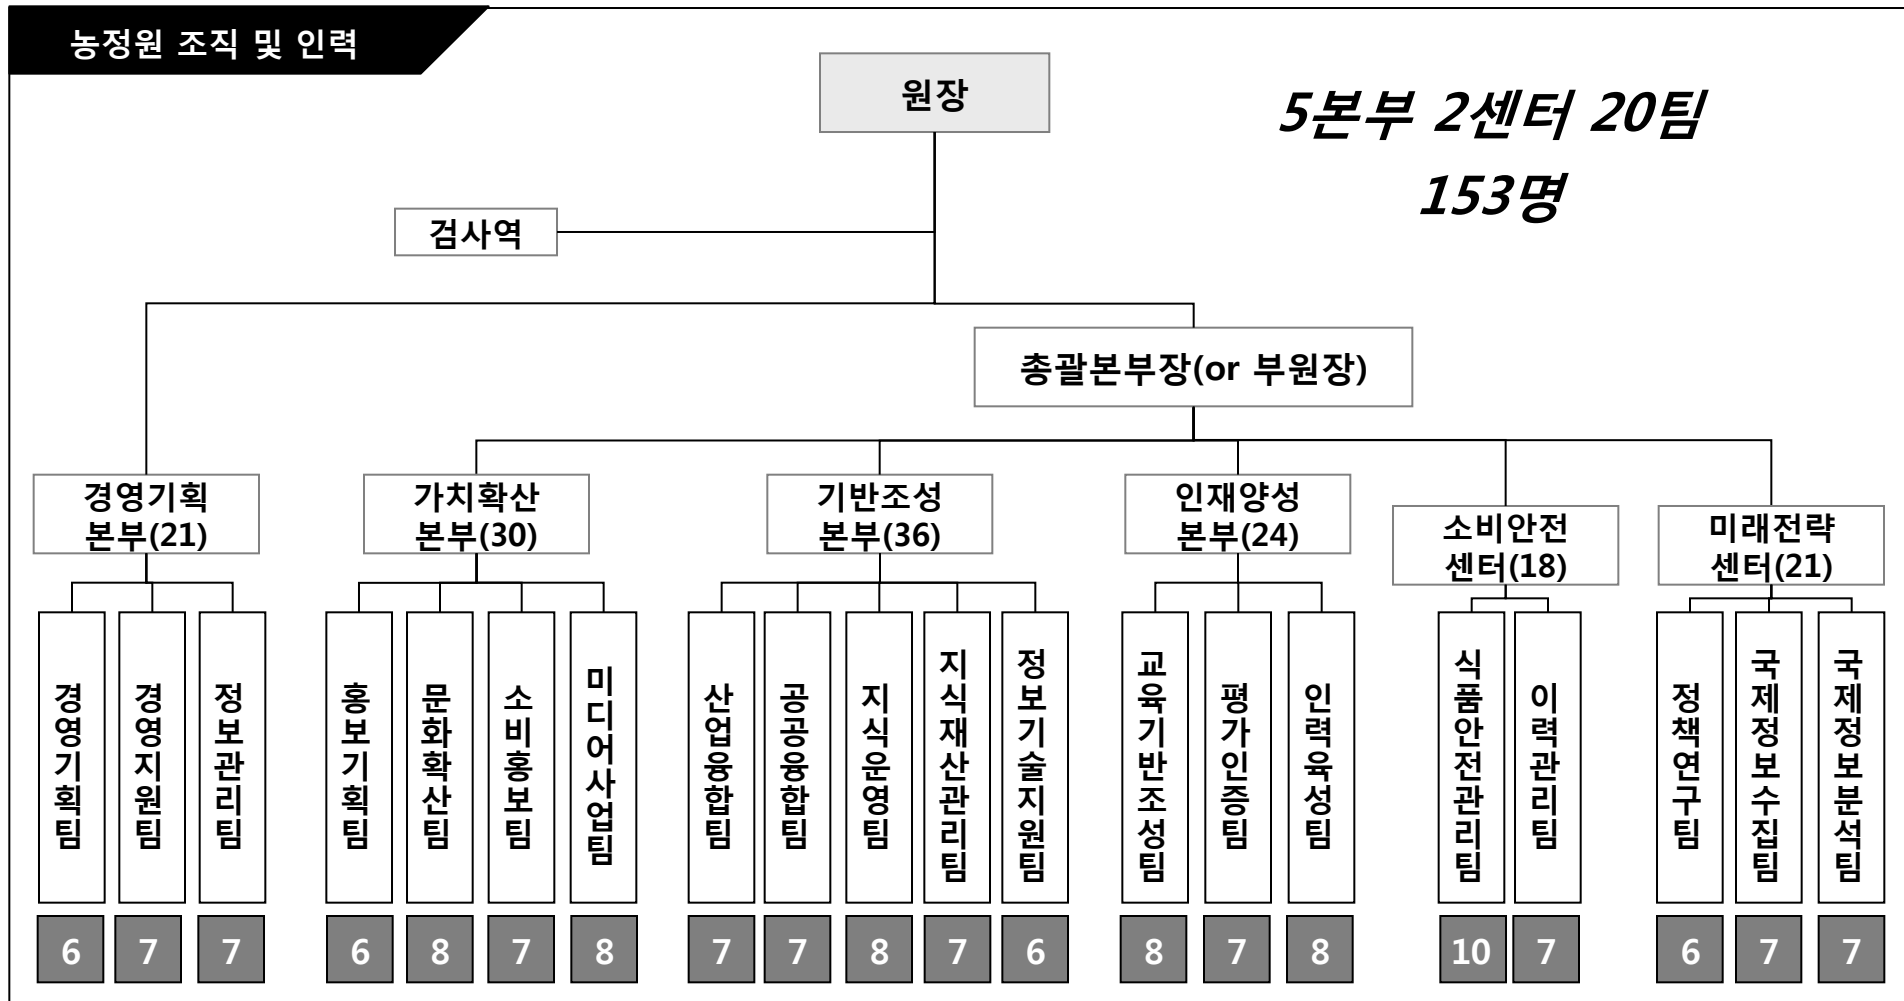 농정원 조직 및 인력
원장
5본부 2센터 20팀
153명
검사역
총괄본부장(or 부원장)
경영기획
본부(21)
가치확산
본부(30)
기반조성
본부(36)
인재양성
본부(24)
소비안전
센터(18)
미래전략
센터(21)
경영기획팀
경영지원팀
정보관리팀
홍보기획팀
문화확산팀
소비홍보팀
미디어사업팀
산업융합팀
공공융합팀
지식운영팀
지식재산관리팀
정보기술지원팀
교육기반조성팀
평가인증팀
인력육성팀
식품안전관리팀
이력관리팀
정책연구팀
국제정보수집팀
국제정보분석팀
6 7 7 6 8 7 8 7 7 8 7 6 8 7 8 10 7 6 7 7